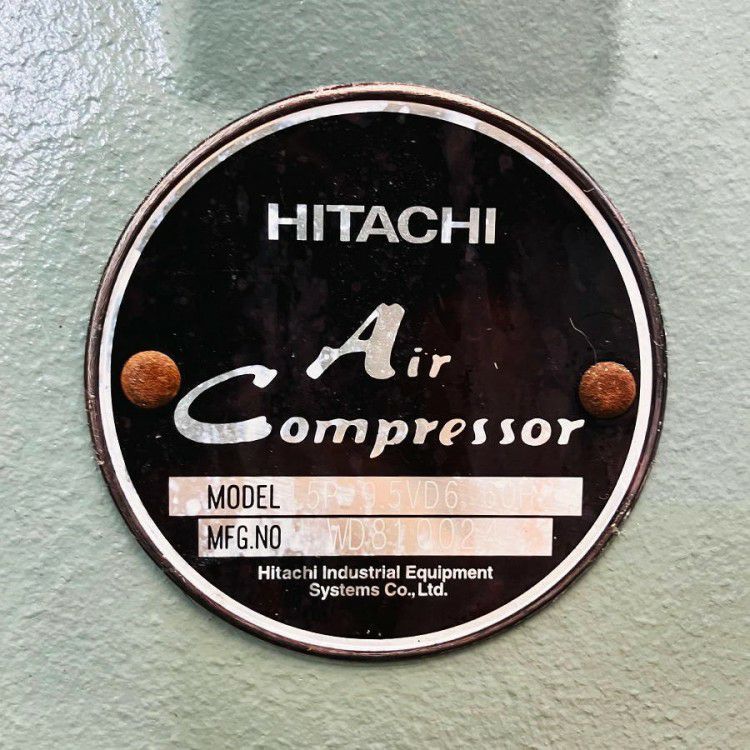 HITACHI
Air
Compressor
MODEL
MFG.NO
Hitachi Industrial Equipment
Systems Co., Ltd.